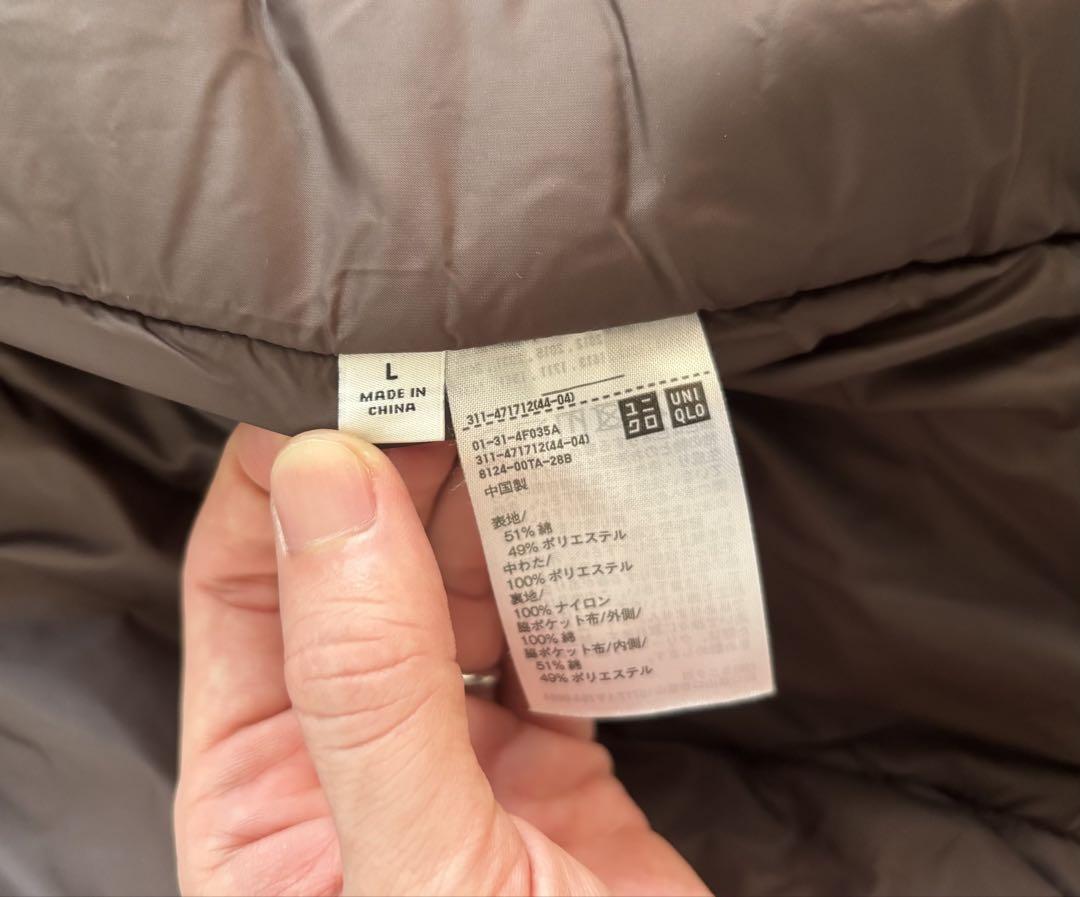 L
MADE IN
CHINA
311-471712(44-04)
ユニ
クロ
UNI
QLO
01-31-4F035A
311-471712(44-04)
8124-00TA-28B
中国製
表地/
51% 綿
49% ポリエステル
中わた/
100% ポリエステル
裏地/
100% ナイロン
脇ポケット布/外側/
100% 綿
脇ポケット布/内側/
51% 綿
49% ポリエステル